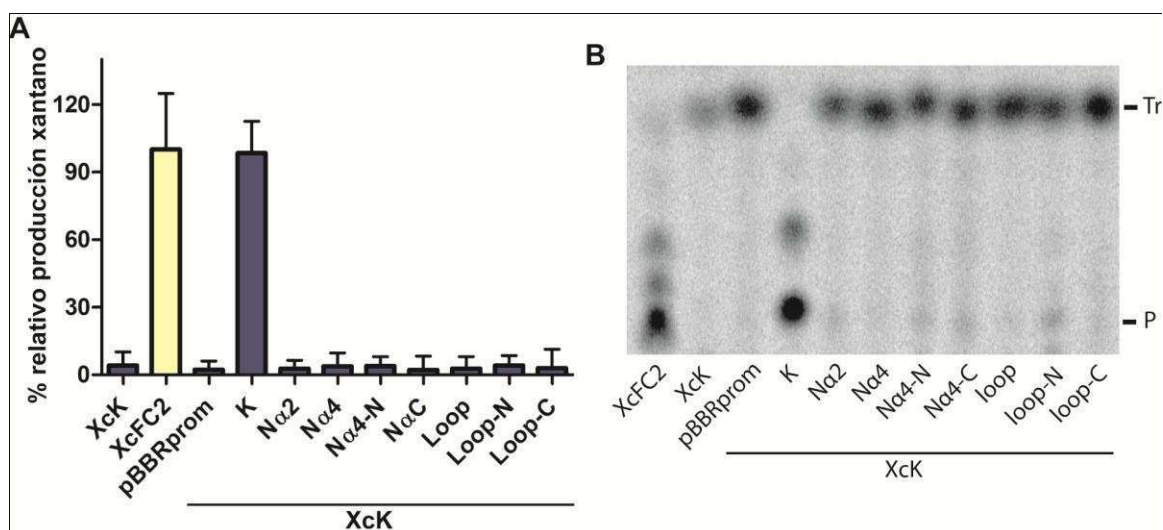 A
% relativo producción xantano
120
90
60
30
0
XcK
XcFC2
pBBRprom
K
Nα2
Nα4
Nα4-N
NαC
Loop
Loop-N
Loop-C
XcK
B
Tr
P
XcFC2
XcK
pBBRprom
K
Nα2
Nα4
Nα4-N
Nα4-C
loop
loop-N
loop-C
XcK